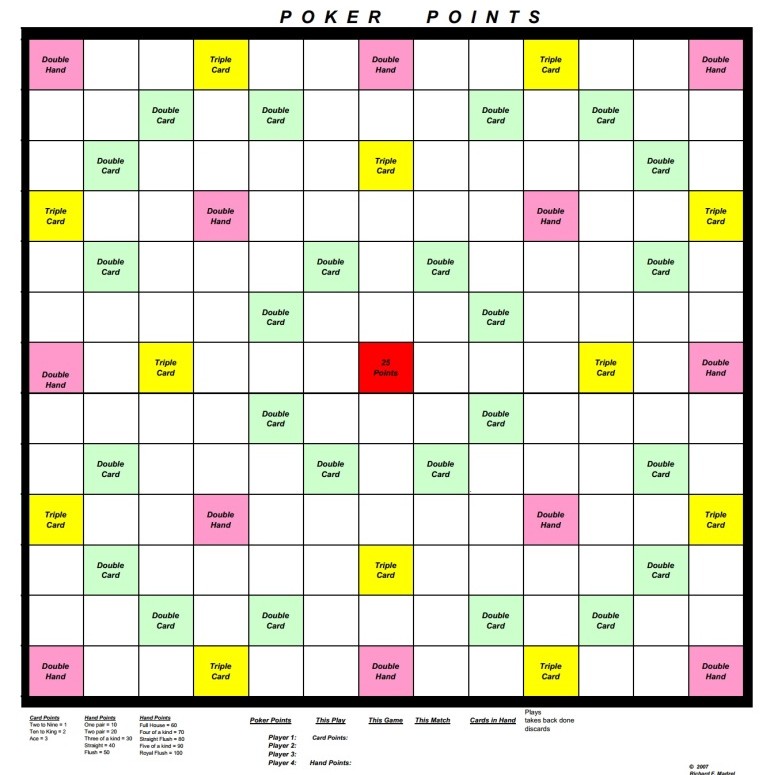 POKER POINTS
Double Triple Double Triple Double
Hand Card Hand Card Hand
Double Double Double Double
Card Card Card Card
Double Triple Double
Card Card Card
Triple Double Double Triple
Card Hand Hand Card
Double Double Double Double
Card Card Card Card
Double Double
Card Card
Double Triple 25 Triple Double
Hand Card Points Card Hand
Double Double
Card Card
Double Double Double Double
Card Card Card Card
Triple Double Double Triple
Card Hand Hand Card
Double Triple Double
Card Card Card
Double Double Double Double
Card Card Card Card
Double Triple Double Triple Double
Hand Card Hand Card Hand
Card Points
Two to Nine = 1
Ten to King = 2
Ace = 3
Hand Points
One pair = 10
Two pair = 20
Three of a kind = 30
Straight = 40
Flush = 50
Hand Points
Full House = 60
Four of a kind = 70
Straight Flush = 80
Five of a kind = 90
Royal Flush = 100
Poker Points This Play This Game This Match Cards in Hand
Plays
takes back done
discards
Player 1: Card Points:
Player 2:
Player 3:
Player 4: Hand Points:
© 2007
Richard F. Madzel